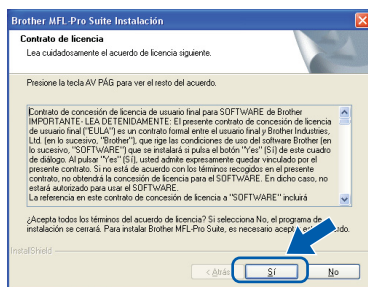 Brother MFL-Pro Suite Instalación
Contrato de licencia
Lea cuidadosamente el acuerdo de licencia siguiente.
Presione la tecla AV PÁG para ver el resto del acuerdo.
Contrato de concesión de licencia de usuario final para SOFTWARE de Brother
IMPORTANTE - LEA DETENIDAMENTE: El presente contrato de concesión de licencia
de usuario final ("EULA") es un contrato formal entre el usuario final y Brother Industries,
Ltd. (en lo sucesivo, "Brother"), que rige las condiciones de uso del software Brother (en
lo sucesivo, "SOFTWARE") que se instalará si pulsa el botón "Yes" (Sí) de este cuadro
de diálogo. Al pulsar "Yes" (Sí), usted admite expresamente quedar vinculado por el
presente contrato. Si no está de acuerdo con los términos recogidos en el presente
contrato, no obtendrá la concesión de licencia para el SOFTWARE. En dicho caso, no
estará autorizado para usar el SOFTWARE.
La referencia en este contrato de concesión de licencia a "SOFTWARE" incluirá
¿Acepta todos los términos del acuerdo de licencia? Si selecciona No, el programa de
instalación se cerrará. Para instalar Brother MFL-Pro Suite, es necesario
InstallShield
< Atrás
Sí
No